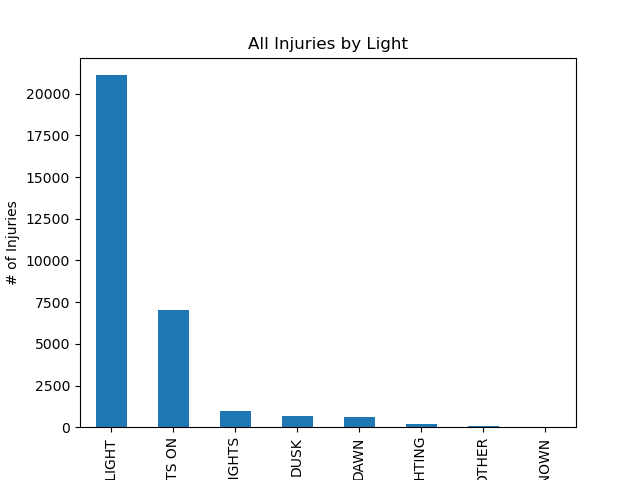 All Injuries by Light
# of Injuries
20000
17500
15000
12500
10000
7500
5000
2500
0
LIGHT
TS ON
IGHTS
DUSK
DAWN
HTING
OTHER
NOWN